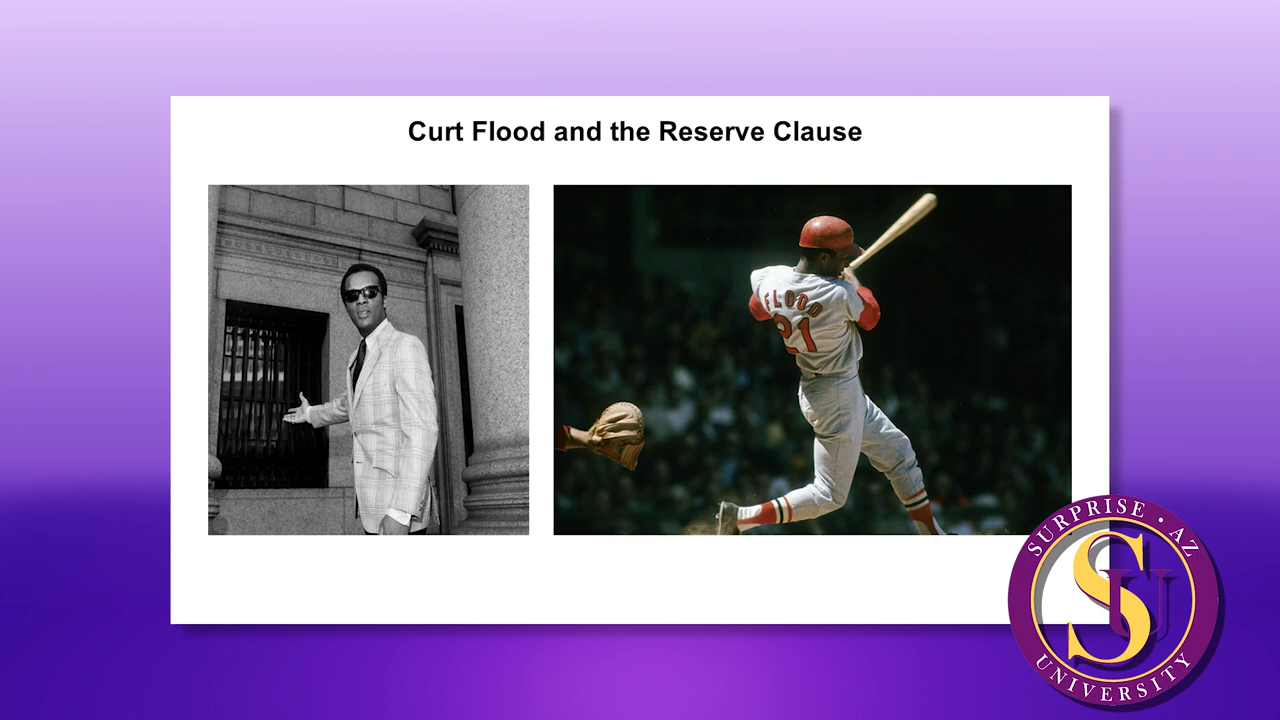 Curt Flood and the Reserve Clause
FLOOD
21
SURPRISE • AZ
SU
UNIVERSITY